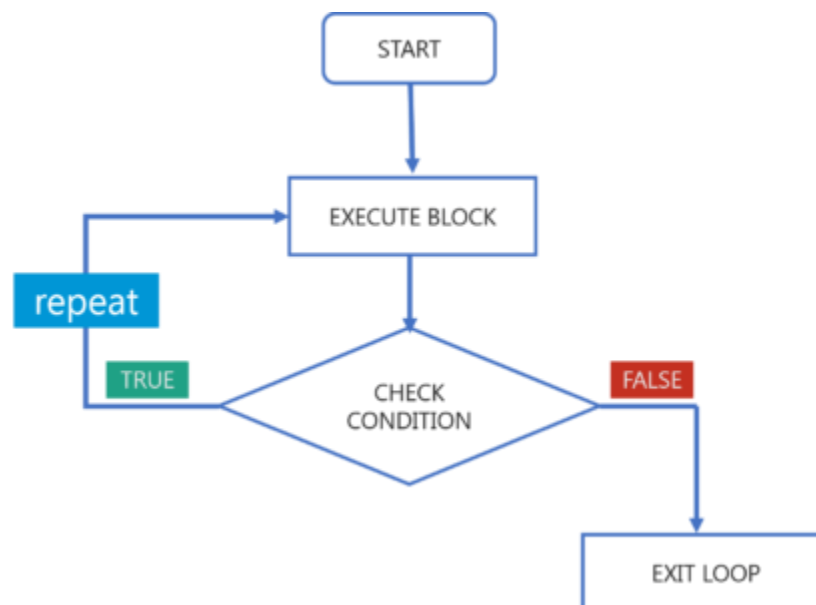 START
EXECUTE BLOCK
repeat
TRUE
FALSE
CHECK
CONDITION
EXIT LOOP